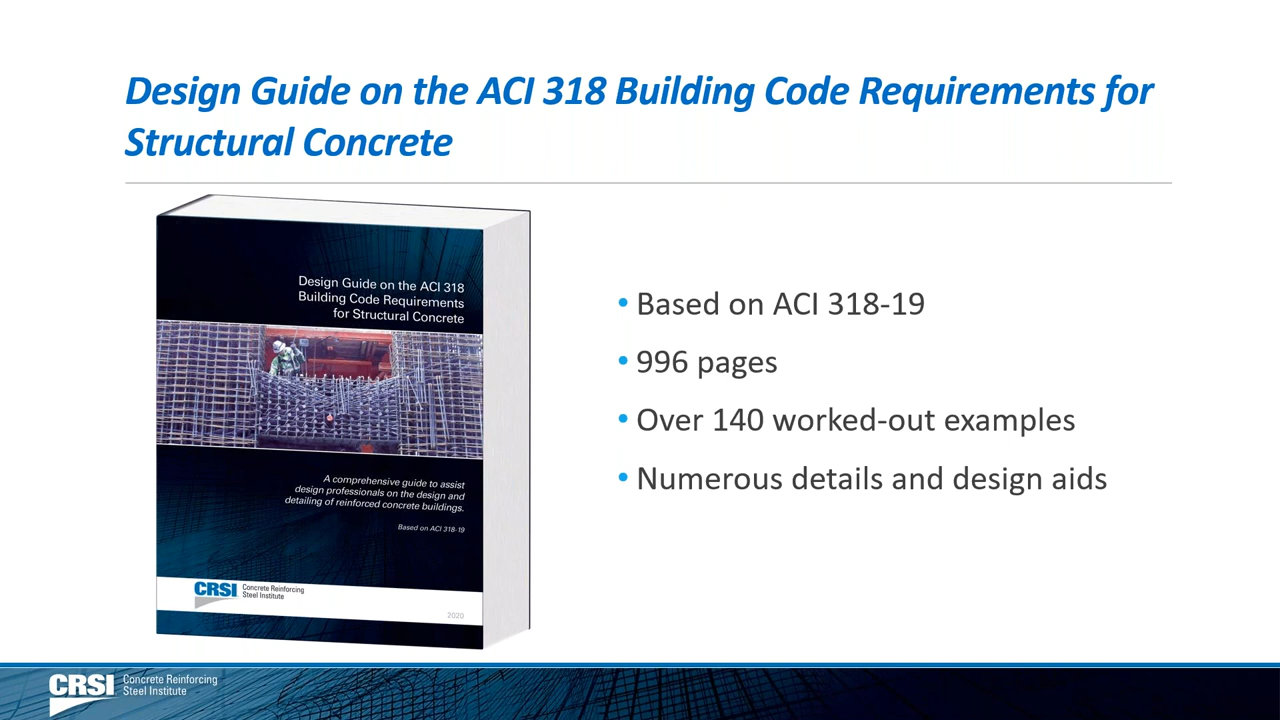 Design Guide on the ACI 318 Building Code Requirements for
Structural Concrete
Design Guide on the ACI 318
Building Code Requirements
for Structural Concrete
A comprehensive guide to assist
design professionals on the design and
detailing of reinforced concrete buildings.
Based on ACI 318-19
CRSI
Concrete Reinforcing
Steel Institute
2020
• Based on ACI 318-19
• 996 pages
• Over 140 worked-out examples
• Numerous details and design aids
CRSI
Concrete Reinforcing
Steel Institute